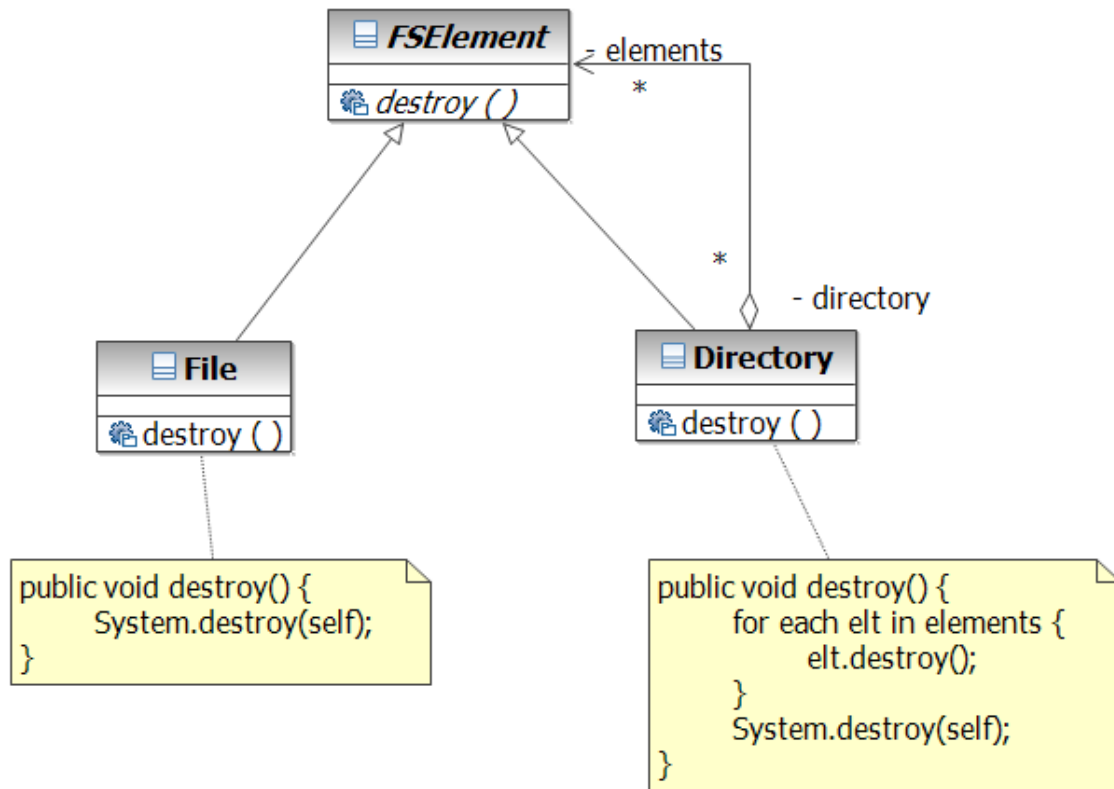 FSElement
- elements
*
destroy ( )
*
- directory
File
Directory
destroy ( )
destroy ( )
public void destroy() {
System.destroy(self);
}
public void destroy() {
for each elt in elements {
elt.destroy();
}
System.destroy(self);
}